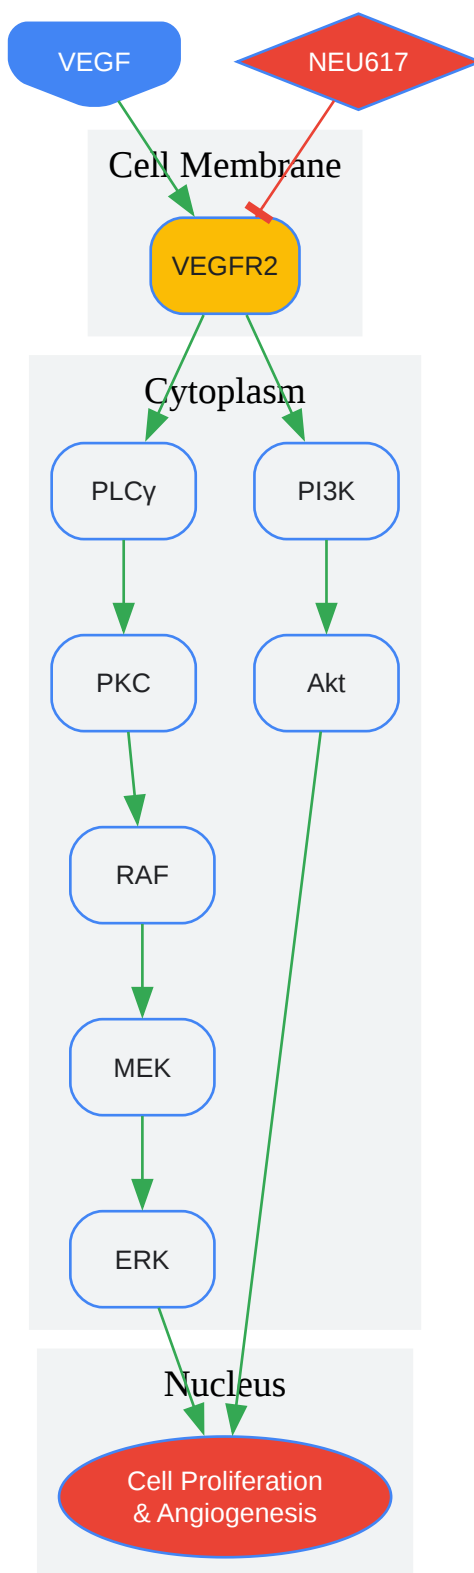 VEGF
NEU617
Cell Membrane
VEGFR2
Cytoplasm
PLCγ
PI3K
PKC
Akt
RAF
MEK
ERK
Nucleus
Cell Proliferation
& Angiogenesis